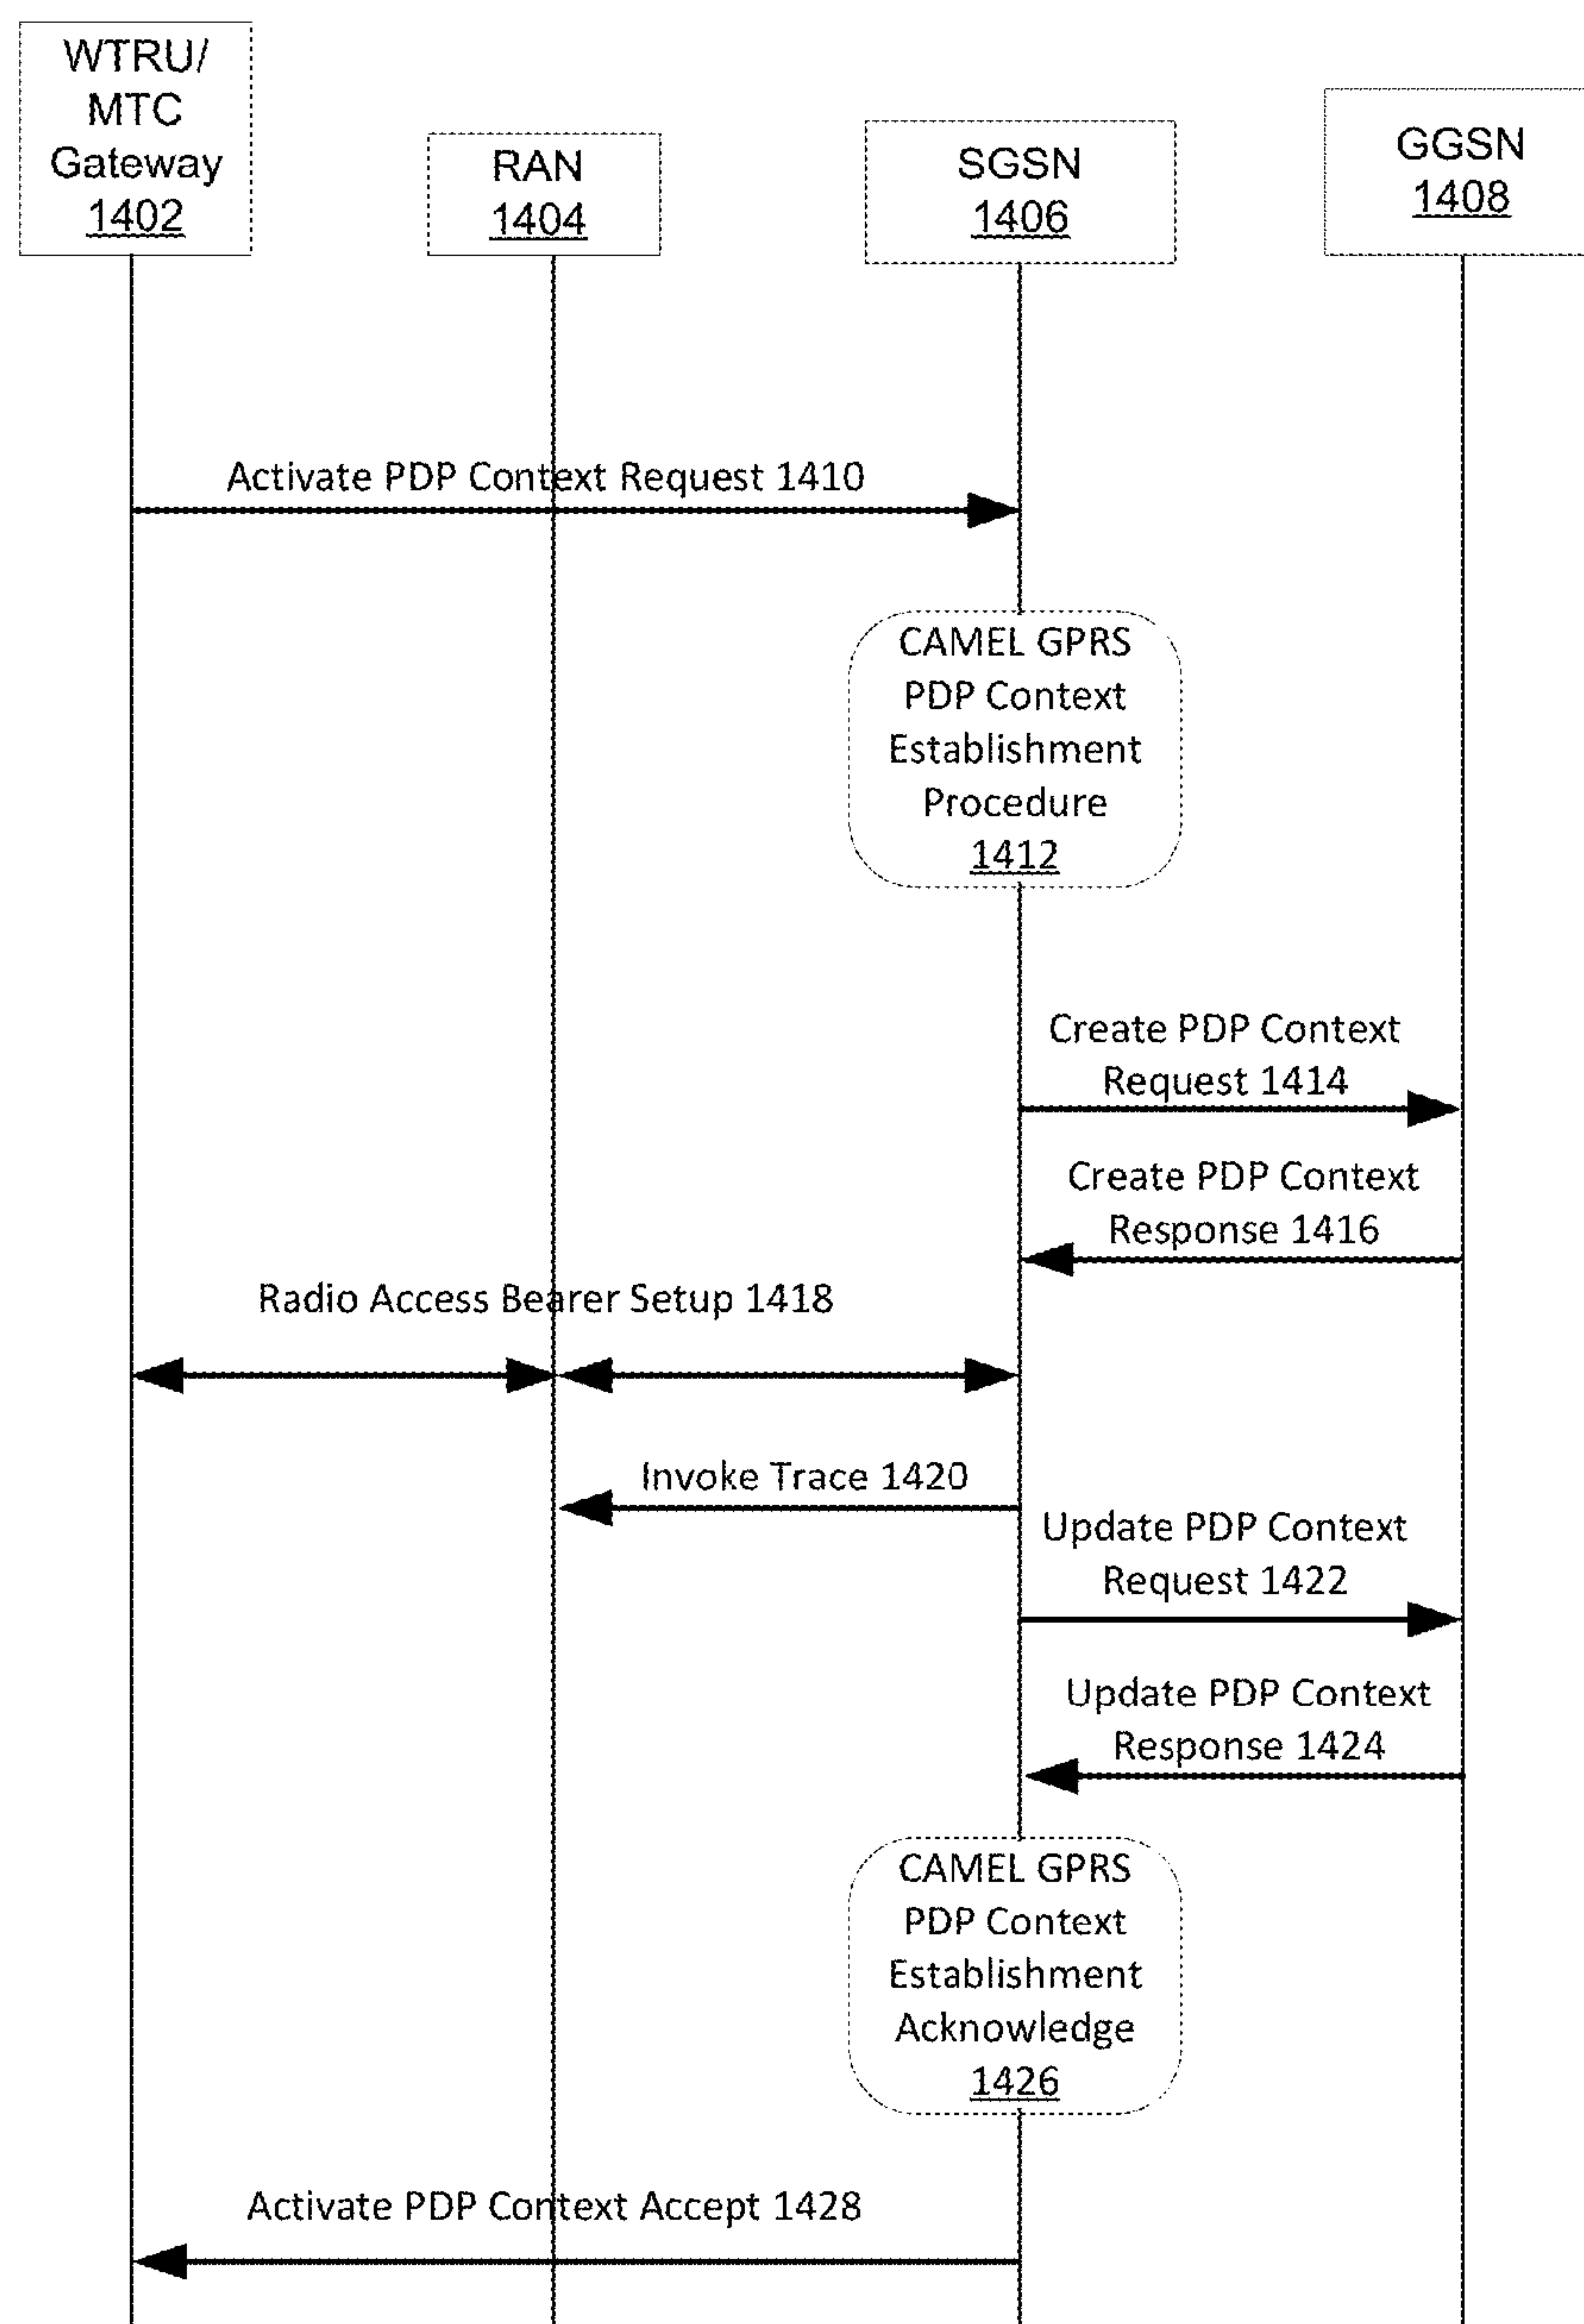 WTRU/
MTC
Gateway
1402
RAN
1404
SGSN
1406
GGSN
1408
Activate PDP Context Request 1410
CAMEL GPRS
PDP Context
Establishment
Procedure
1412
Create PDP Context
Request 1414
Create PDP Context
Response 1416
Radio Access Bearer Setup 1418
Invoke Trace 1420
Update PDP Context
Request 1422
Update PDP Context
Response 1424
CAMEL GPRS
PDP Context
Establishment
Acknowledge
1426
Activate PDP Context Accept 1428